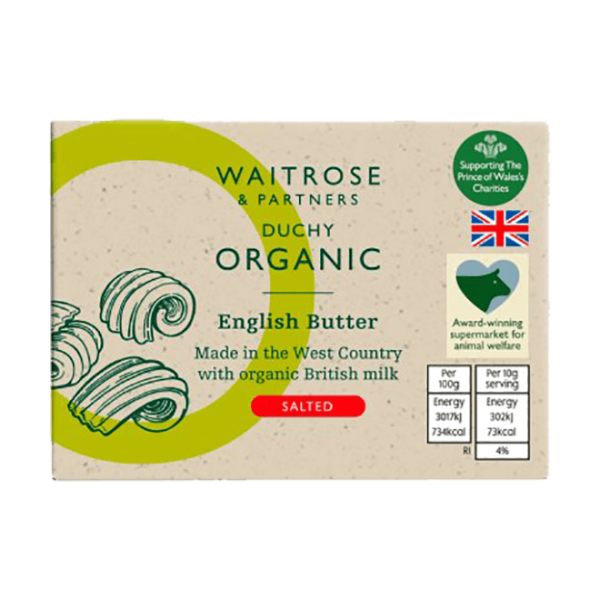 WAITROSE
& PARTNERS
DUCHY
ORGANIC
English Butter
Made in the West Country
with organic British milk
SALTED
Supporting The
Prince of Wales's
Charities
Award-winning
supermarket for
animal welfare
Per
100g
Per 10g
serving
Energy
3017kJ
734kcal
Energy
302kJ
73kcal
RI
4%